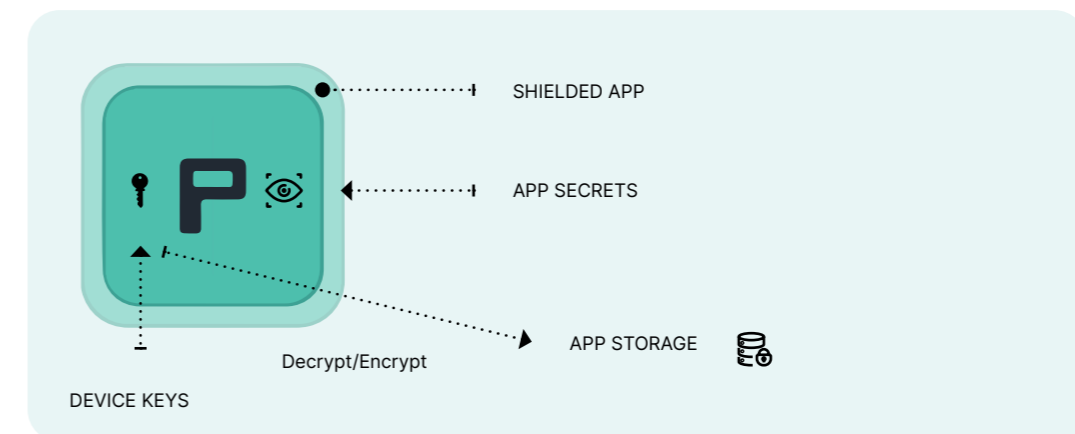 SHIELDED APP
P
APP SECRETS
APP STORAGE
Decrypt/Encrypt
DEVICE KEYS